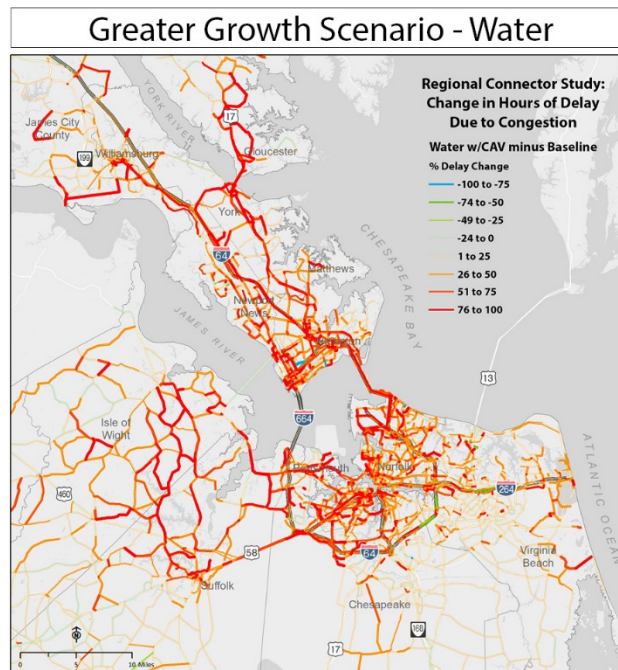 Greater Growth Scenario - Water
Regional Connector Study:
Change in Hours of Delay
Due to Congestion
Water w/CAV minus Baseline
% Delay Change
-100 to -75
-74 to -50
-49 to -25
-24 to 0
1 to 25
26 to 50
51 to 75
76 to 100
YORK RIVER
17
James City
County
Gloucester
199
Williamsburg
York
64
CHESAPEAKE BAY
Matthews
Newport
News
JAMES RIVER
Hampton
13
664
Isle of
Wight
Portsmouth
Norfolk
ATLANTIC OCEAN
460
264
58
64
Virginia
Beach
Suffolk
Chesapeake
168
17
N
0 5 10 Miles